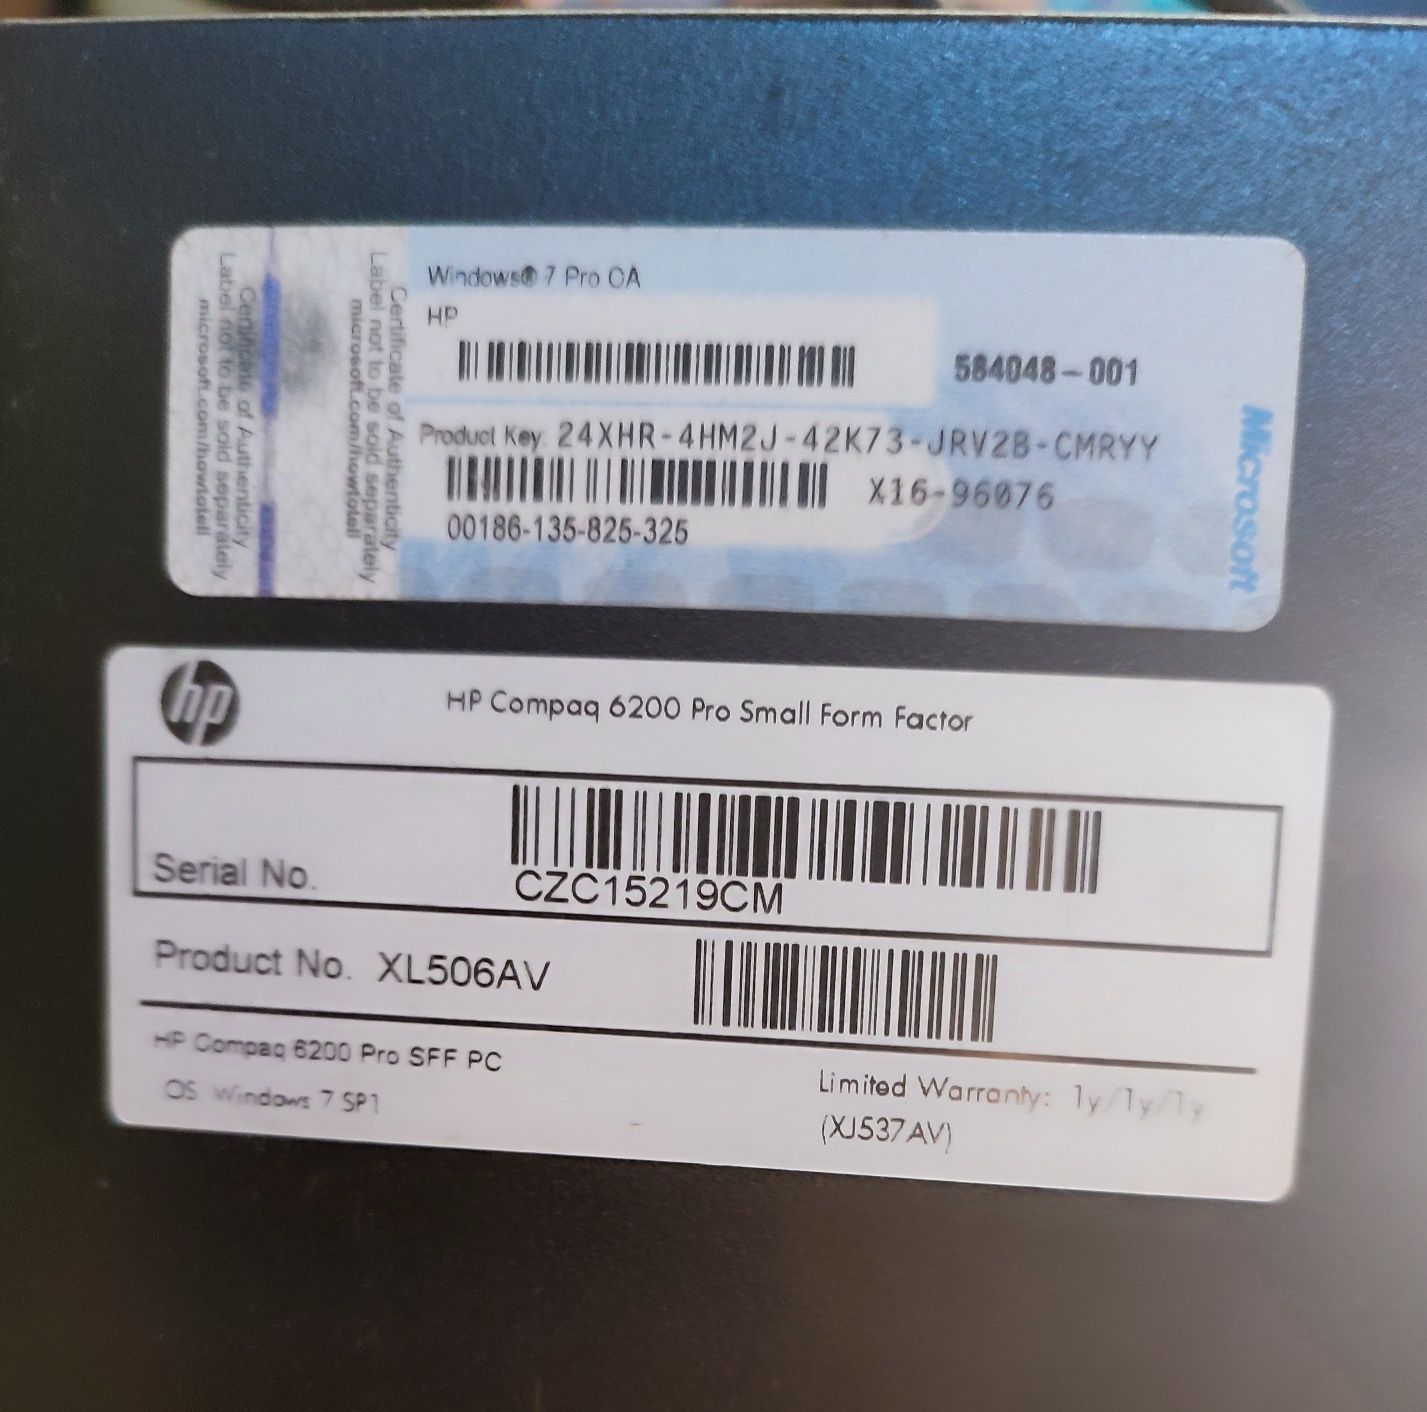 Certificate of Authenticity
Label not to be sold separately
microsoft.com/howtotell
Certificate of Authenticity
Label not to be sold separately
microsoft.com/howtotell
Windows® 7 Pro OA
HP
584048-001
Product Key: 24XHR-4HM2J-42K73-JRV2B-CMRYY
X16-96076
00186-135-825-325
Microsoft
hp
HP Compaq 6200 Pro Small Form Factor
Serial No.
CZC15219CM
Product No. XL506AV
HP Compaq 6200 Pro SFF PC
OS Windows 7 SP1
Limited Warranty: 1y/1y/1y
(XJ537AV)